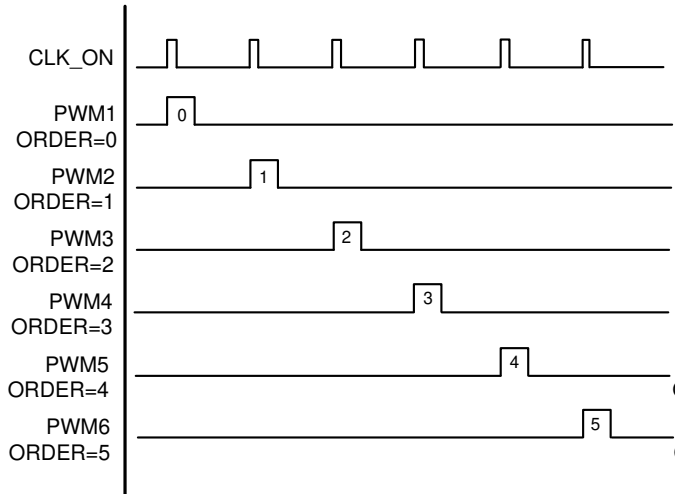 CLK_ON
PWM1
0
ORDER=0
PWM2
1
ORDER=1
PWM3
2
ORDER=2
PWM4
3
ORDER=3
PWM5
4
ORDER=4
PWM6
5
ORDER=5